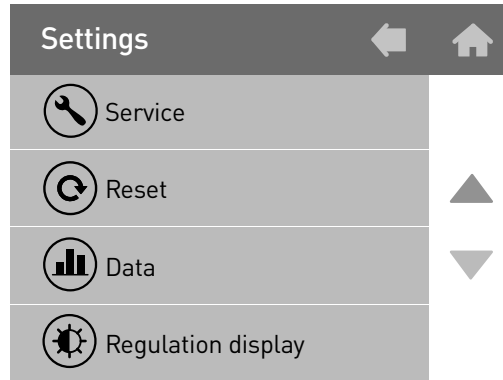 Settings
Service
Reset
Data
Regulation display